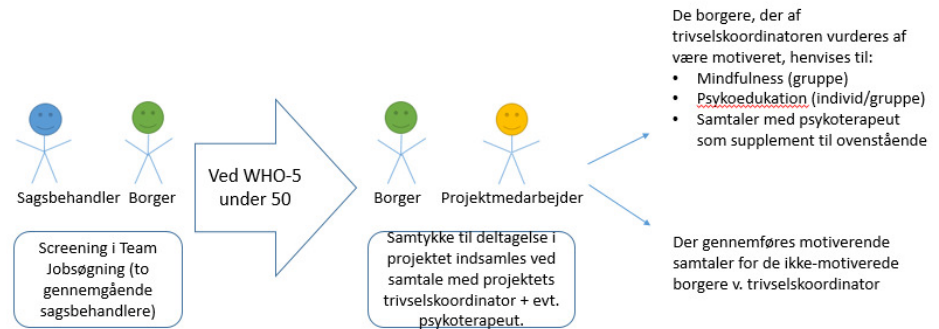 Sagsbehandler
Borger
Screening i Team
Jobsøgning (to
gennemgående
sagsbehandlere)
Ved WHO-5
under 50
Borger
Projektmedarbejder
Samtykke til deltagelse i
projektet indsamles ved
samtale med projektets
trivselskoordinator + evt.
psykoterapeut.
De borgere, der af
trivselskoordinatoren vurderes af
være motiveret, henvises til:
• Mindfulness (gruppe)
• Psykoedukation (individ/gruppe)
• Samtaler med psykoterapeut
som supplement til ovenstående
Der gennemføres motiverende
samtaler for de ikke-motiverede
borgere v. trivselskoordinator